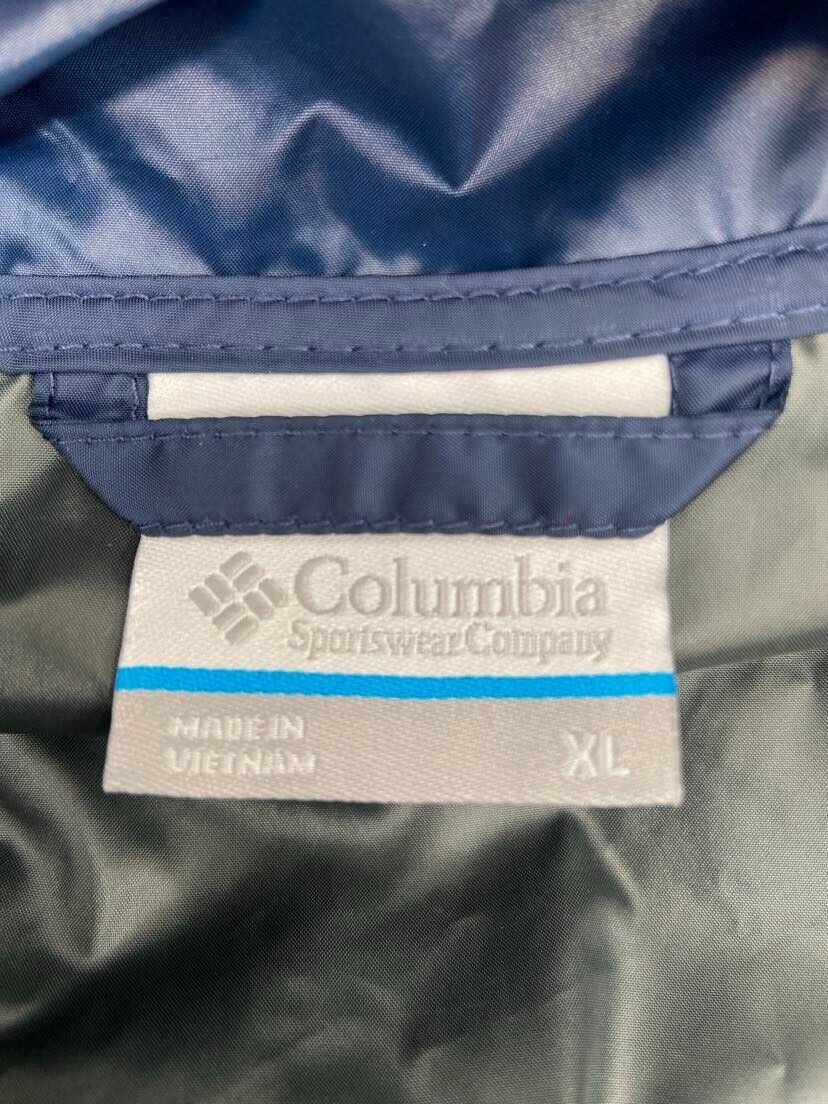 Columbia
Sportswear Company
MADE IN
VIETNAM
XL